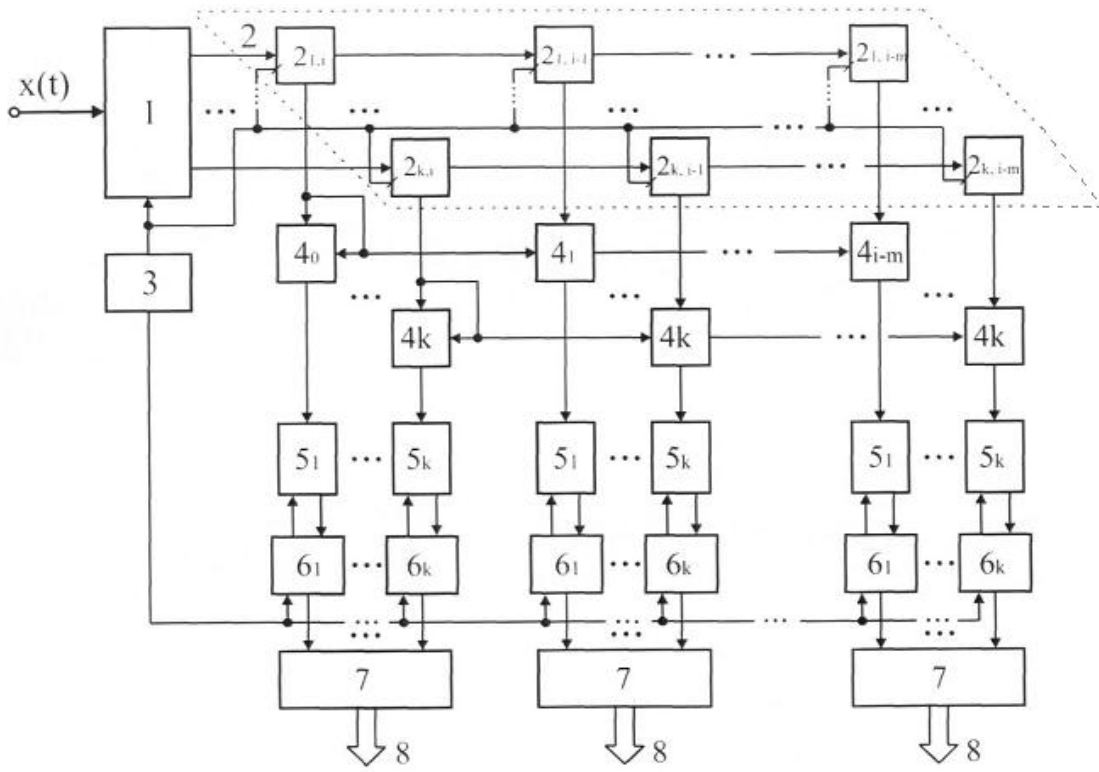 2 2₁,ᵢ 2₁, ᵢ₋₁ ... 2₁, ᵢ₋ₘ
x(t) 1 ... ... ... ...
... ...
2ₖ,ᵢ 2ₖ, ᵢ₋₁ ... 2ₖ, ᵢ₋ₘ
3 4₀ 4₁ ... 4ᵢ₋ₘ
... ... ...
4k 4k ... 4k
5₁ ... 5ₖ 5₁ ... 5ₖ 5₁ ... 5ₖ
6₁ ... 6ₖ 6₁ ... 6ₖ 6₁ ... 6ₖ
... ... ... ...
7 7 7
8 8 8